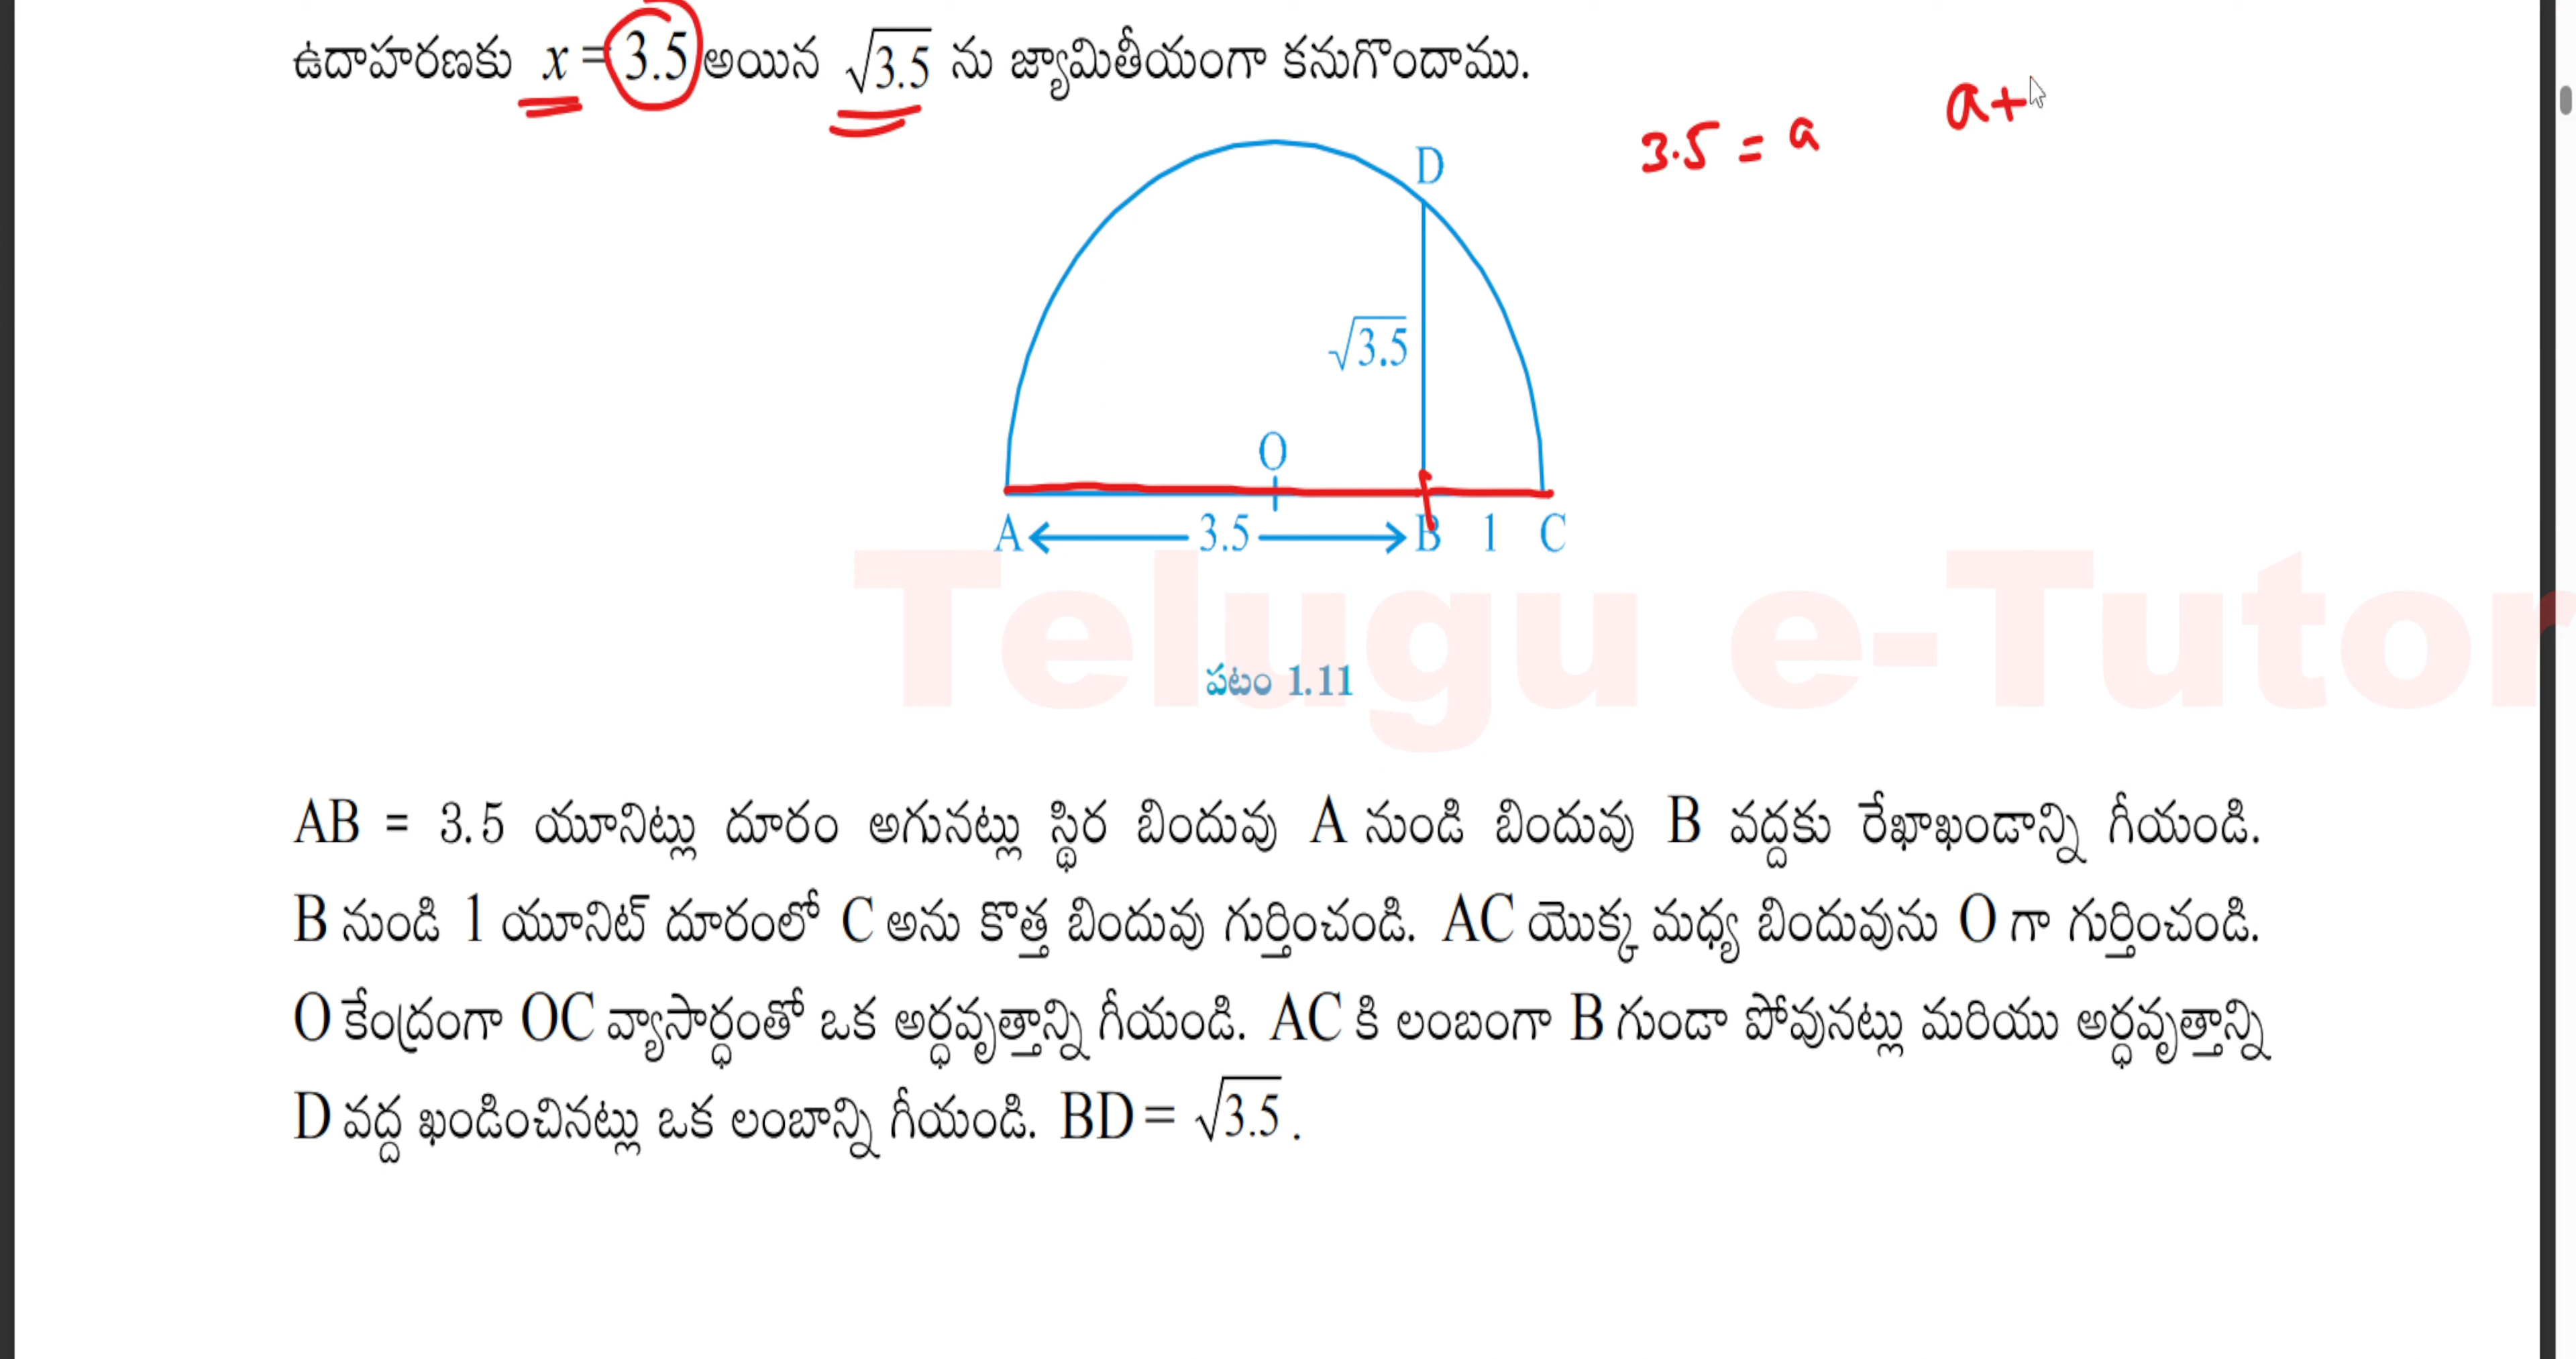 ఉదాహరణకు x = 3.5 అయిన √3.5 ను జ్యామితీయంగా కనుగొందాము.
a+
3.5 = a
D
√3.5
O
A 3.5 B 1 C
Telugu e-Tutor
పటం 1.11
AB = 3.5 యూనిట్లు దూరం అగునట్లు స్థిర బిందువు A నుండి బిందువు B వద్దకు రేఖాఖండాన్ని గీయండి.
B నుండి 1 యూనిట్ దూరంలో C అను కొత్త బిందువు గుర్తించండి. AC యొక్క మధ్య బిందువును O గా గుర్తించండి.
O కేంద్రంగా OC వ్యాసార్ధంతో ఒక అర్ధవృత్తాన్ని గీయండి. AC కి లంబంగా B గుండా పోవునట్లు మరియు అర్ధవృత్తాన్ని
D వద్ద ఖండించినట్లు ఒక లంబాన్ని గీయండి. BD = √3.5 .